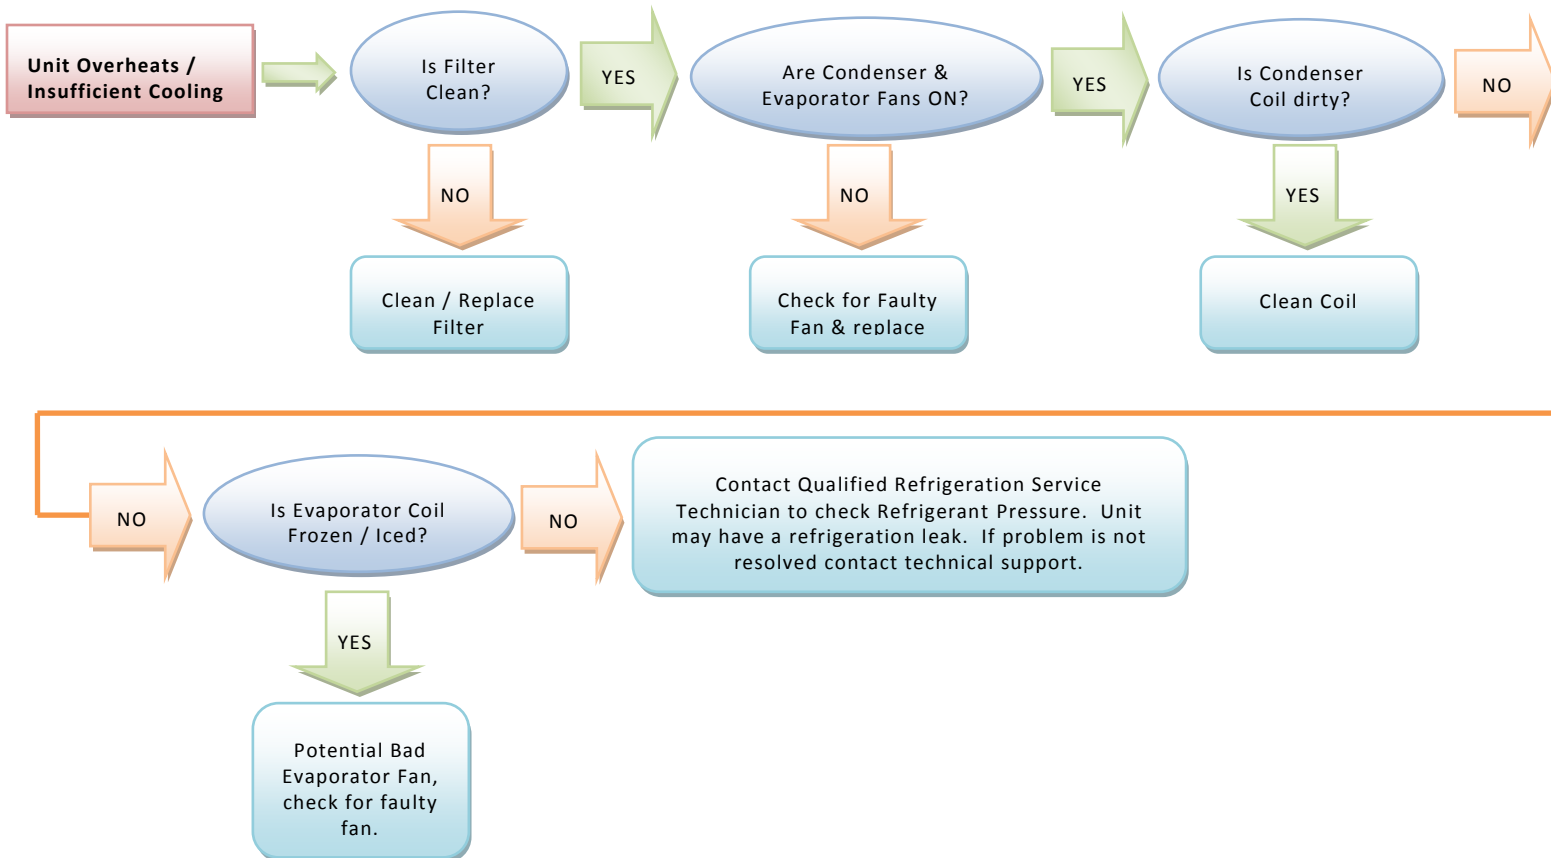 Unit Overheats /
Insufficient Cooling
Is Filter
Clean?
YES
Are Condenser &
Evaporator Fans ON?
YES
Is Condenser
Coil dirty?
NO
NO
NO
YES
Clean / Replace
Filter
Check for Faulty
Fan & replace
Clean Coil
NO
Is Evaporator Coil
Frozen / Iced?
NO
Contact Qualified Refrigeration Service
Technician to check Refrigerant Pressure. Unit
may have a refrigeration leak. If problem is not
resolved contact technical support.
YES
Potential Bad
Evaporator Fan,
check for faulty
fan.